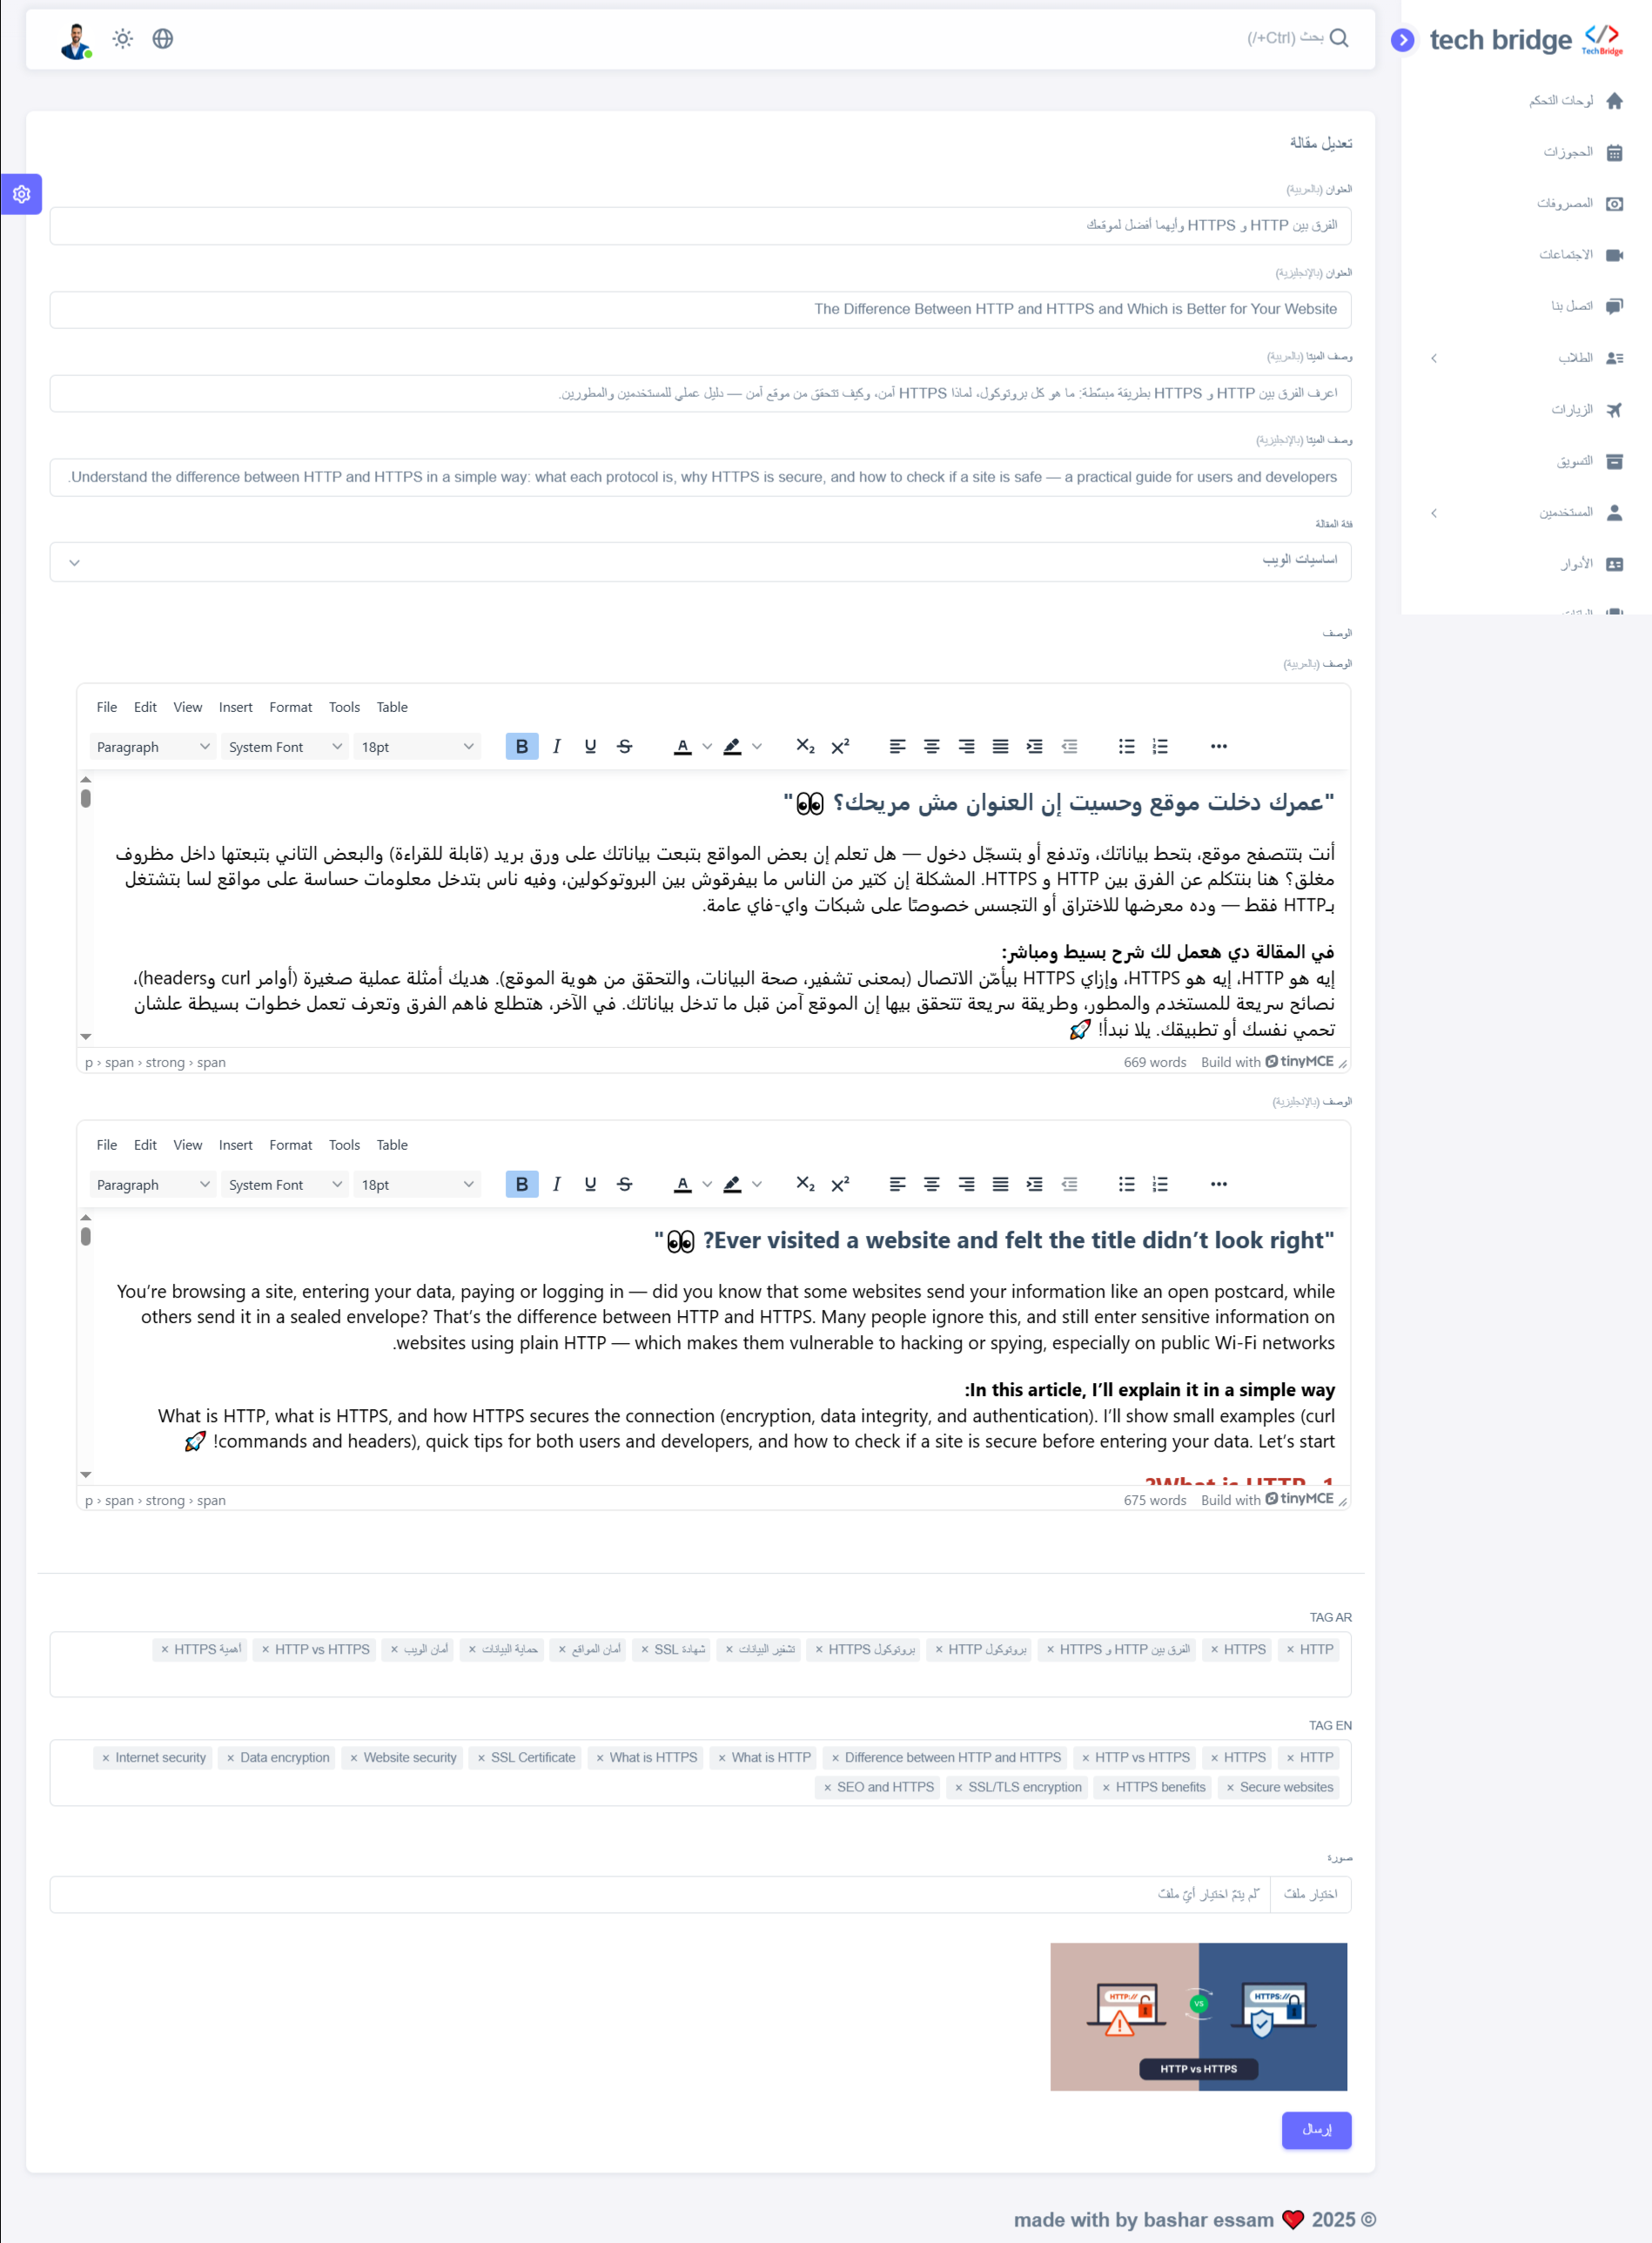 tech bridge
TechBridge
بحث (Ctrl+/)
لوحات التحكم
الحجوزات
المصروفات
الاجتماعات
اتصل بنا
الطلاب
الزيارات
التسويق
المستخدمين
الأدوار
تعديل مقالة
العنوان (بالعربية)
الفرق بين HTTP و HTTPS وأيهما أفضل لموقعك
العنوان (بالإنجليزية)
The Difference Between HTTP and HTTPS and Which is Better for Your Website
وصف الميتا (بالعربية)
اعرف الفرق بين HTTP و HTTPS بطريقة مبسّطة: ما هو كل بروتوكول، لماذا HTTPS أمن، وكيف تتحقق من موقع آمن — دليل عملي للمستخدمين والمطورين.
وصف الميتا (بالإنجليزية)
Understand the difference between HTTP and HTTPS in a simple way: what each protocol is, why HTTPS is secure, and how to check if a site is safe — a practical guide for users and developers.
فئة المقالة
اساسيات الويب
الوصف
الوصف (بالعربية)
File Edit View Insert Format Tools Table
Paragraph System Font 18pt
"عمرك دخلت موقع وحسيت إن العنوان مش مريحك؟ 👀"
أنت بتتصفح موقع، بتحط بياناتك، وتدفع أو بتسجّل دخول — هل تعلم إن بعض المواقع بتبعت بياناتك على ورق بريد (قابلة للقراءة) والبعض التاني بتبعتها داخل مظروف
مغلق؟ هنا بنتكلم عن الفرق بين HTTP و HTTPS. المشكلة إن كتير من الناس ما بيفرقوش بين البروتوكولين، وفيه ناس بتدخل معلومات حساسة على مواقع لسا بتشتغل
بـHTTP فقط — وده معرضها للاختراق أو التجسس خصوصًا على شبكات واي-فاي عامة.
في المقالة دي هعمل لك شرح بسيط ومباشر:
إيه هو HTTP، إيه هو HTTPS، وإزاي HTTPS بيأمّن الاتصال (بمعنى تشفير، صحة البيانات، والتحقق من هوية الموقع). هديك أمثلة عملية صغيرة (أوامر curl وheaders)،
نصائح سريعة للمستخدم والمطور، وطريقة سريعة تتحقق بيها إن الموقع آمن قبل ما تدخل بياناتك. في الآخر، هتطلع فاهم الفرق وتعرف تعمل خطوات بسيطة علشان
تحمي نفسك أو تطبيقك. يلا نبدأ! 🚀
p › span › strong › span 669 words Build with tinyMCE
الوصف (بالإنجليزية)
File Edit View Insert Format Tools Table
Paragraph System Font 18pt
"Ever visited a website and felt the title didn’t look right? 👀"
You’re browsing a site, entering your data, paying or logging in — did you know that some websites send your information like an open postcard, while
others send it in a sealed envelope? That’s the difference between HTTP and HTTPS. Many people ignore this, and still enter sensitive information on
websites using plain HTTP — which makes them vulnerable to hacking or spying, especially on public Wi-Fi networks.
In this article, I’ll explain it in a simple way:
What is HTTP, what is HTTPS, and how HTTPS secures the connection (encryption, data integrity, and authentication). I’ll show small examples (curl
commands and headers), quick tips for both users and developers, and how to check if a site is secure before entering your data. Let’s start! 🚀
1. What is HTTP?
p › span › strong › span 675 words Build with tinyMCE
TAG AR
HTTP × HTTPS × الفرق بين HTTP و HTTPS × بروتوكول HTTP × بروتوكول HTTPS × تشفير البيانات × شهادة SSL × أمان المواقع × حماية البيانات × أمان الويب × HTTP vs HTTPS × أهمية HTTPS ×
TAG EN
HTTP × HTTPS × HTTP vs HTTPS × Difference between HTTP and HTTPS × What is HTTP × What is HTTPS × SSL Certificate × Website security × Data encryption × Internet security ×
Secure websites × HTTPS benefits × SSL/TLS encryption × SEO and HTTPS ×
صورة
اختيار ملف لم يتمّ اختيار أيّ ملف
HTTP:// VS HTTPS://
HTTP vs HTTPS
إرسال
© 2025 ❤️ made with by bashar essam